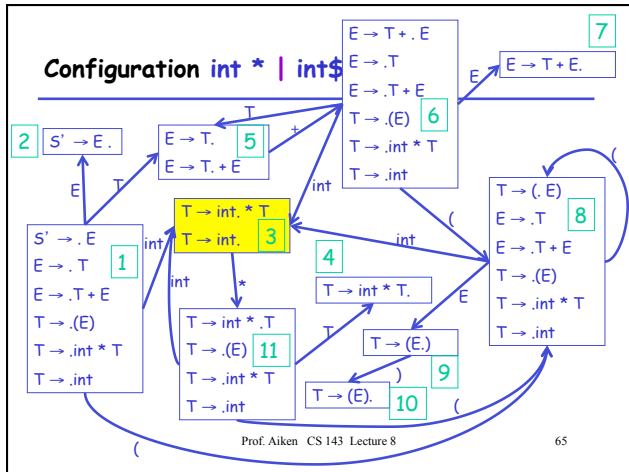 Configuration int * | int$
E → T + . E
E → .T
E → .T + E
T → .(E)
T → .int * T
T → .int
6
7
E → T + E.
E
2
S' → E .
E → T.
E → T. + E
5
T
+
E
T
int
(
(
T → int. * T
T → int.
3
S' → . E
E → . T
E → .T + E
T → .(E)
T → .int * T
T → .int
1
int
int
*
int
T → (. E)
E → .T
E → .T + E
T → .(E)
T → .int * T
T → .int
8
4
T → int * T.
T
E
T → int * .T
T → .(E)
T → .int * T
T → .int
11
T → (E.)
9
)
T → (E).
10
(
(
Prof. Aiken CS 143 Lecture 8
65